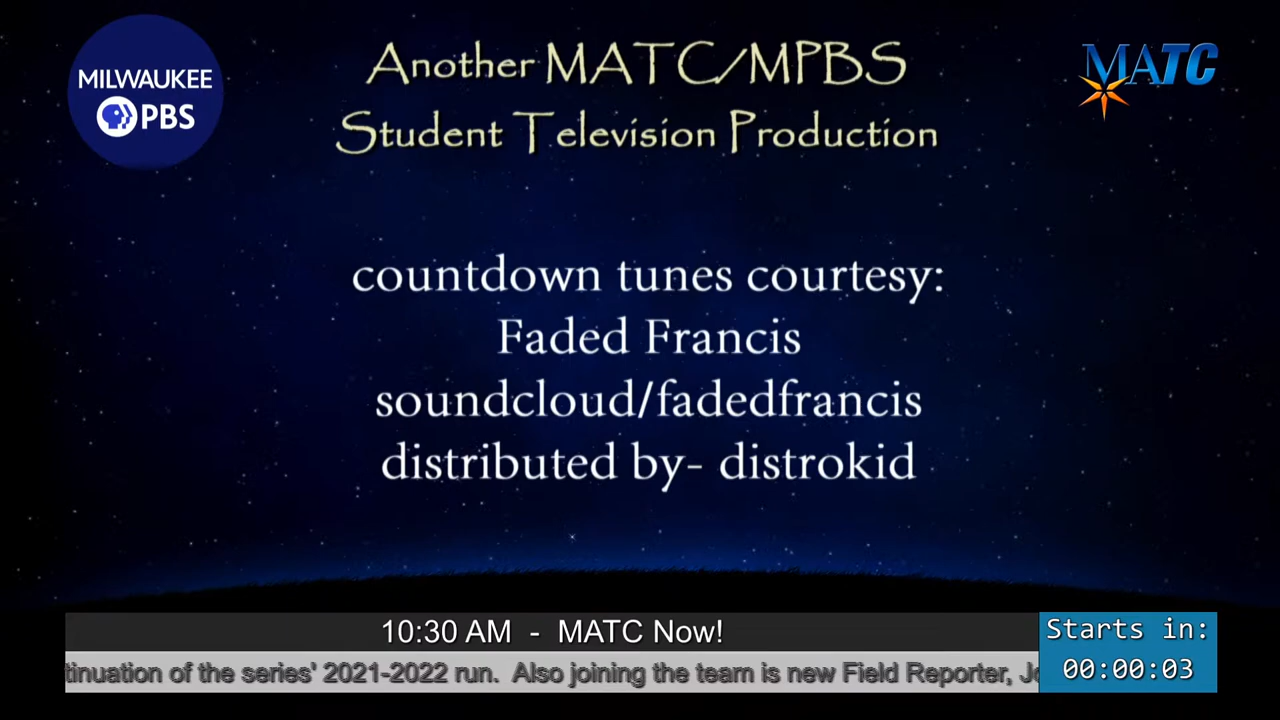 MILWAUKEE
PBS
Another MATC/MPBS
Student Television Production
MATC
countdown tunes courtesy:
Faded Francis
soundcloud/fadedfrancis
distributed by- distrokid
10:30 AM - MATC Now!
Starts in:
00:00:03
of the series' 2021-2022 run. Also joining the team is new Field Reporter,